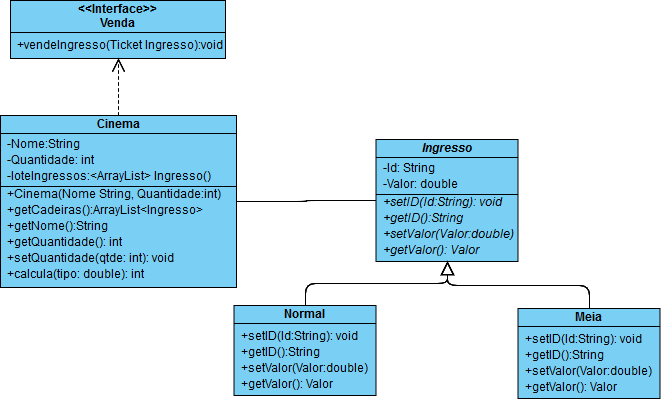 <<Interface>>
Venda
+vendeIngresso(Ticket Ingresso):void
Cinema
-Nome:String
-Quantidade: int
-loteIngressos:<ArrayList> Ingresso()
+Cinema(Nome String, Quantidade:int)
+getCadeiras():ArrayList<Ingresso>
+getNome():String
+getQuantidade(): int
+setQuantidade(qtde: int): void
+calcula(tipo: double): int
Ingresso
-Id: String
-Valor: double
+setID(Id:String): void
+getID():String
+setValor(Valor:double)
+getValor(): Valor
Normal
+setID(Id:String): void
+getID():String
+setValor(Valor:double)
+getValor(): Valor
Meia
+setID(Id:String): void
+getID():String
+setValor(Valor:double)
+getValor(): Valor